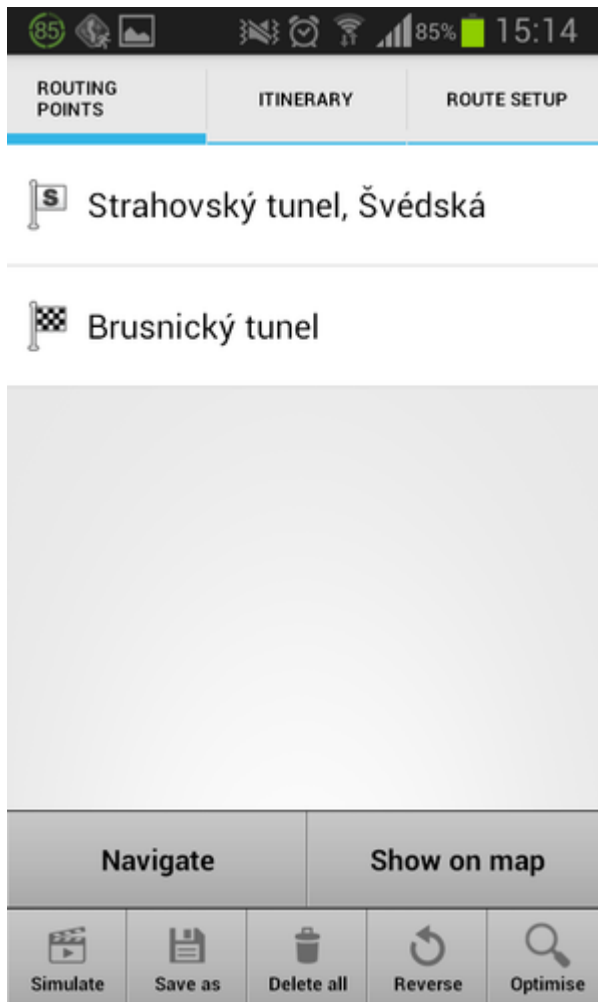 85 85% 15:14
ROUTING
POINTS
ITINERARY
ROUTE SETUP
S
Strahovský tunel, Švédská
Brusnický tunel
Navigate
Show on map
Simulate
Save as
Delete all
Reverse
Optimise